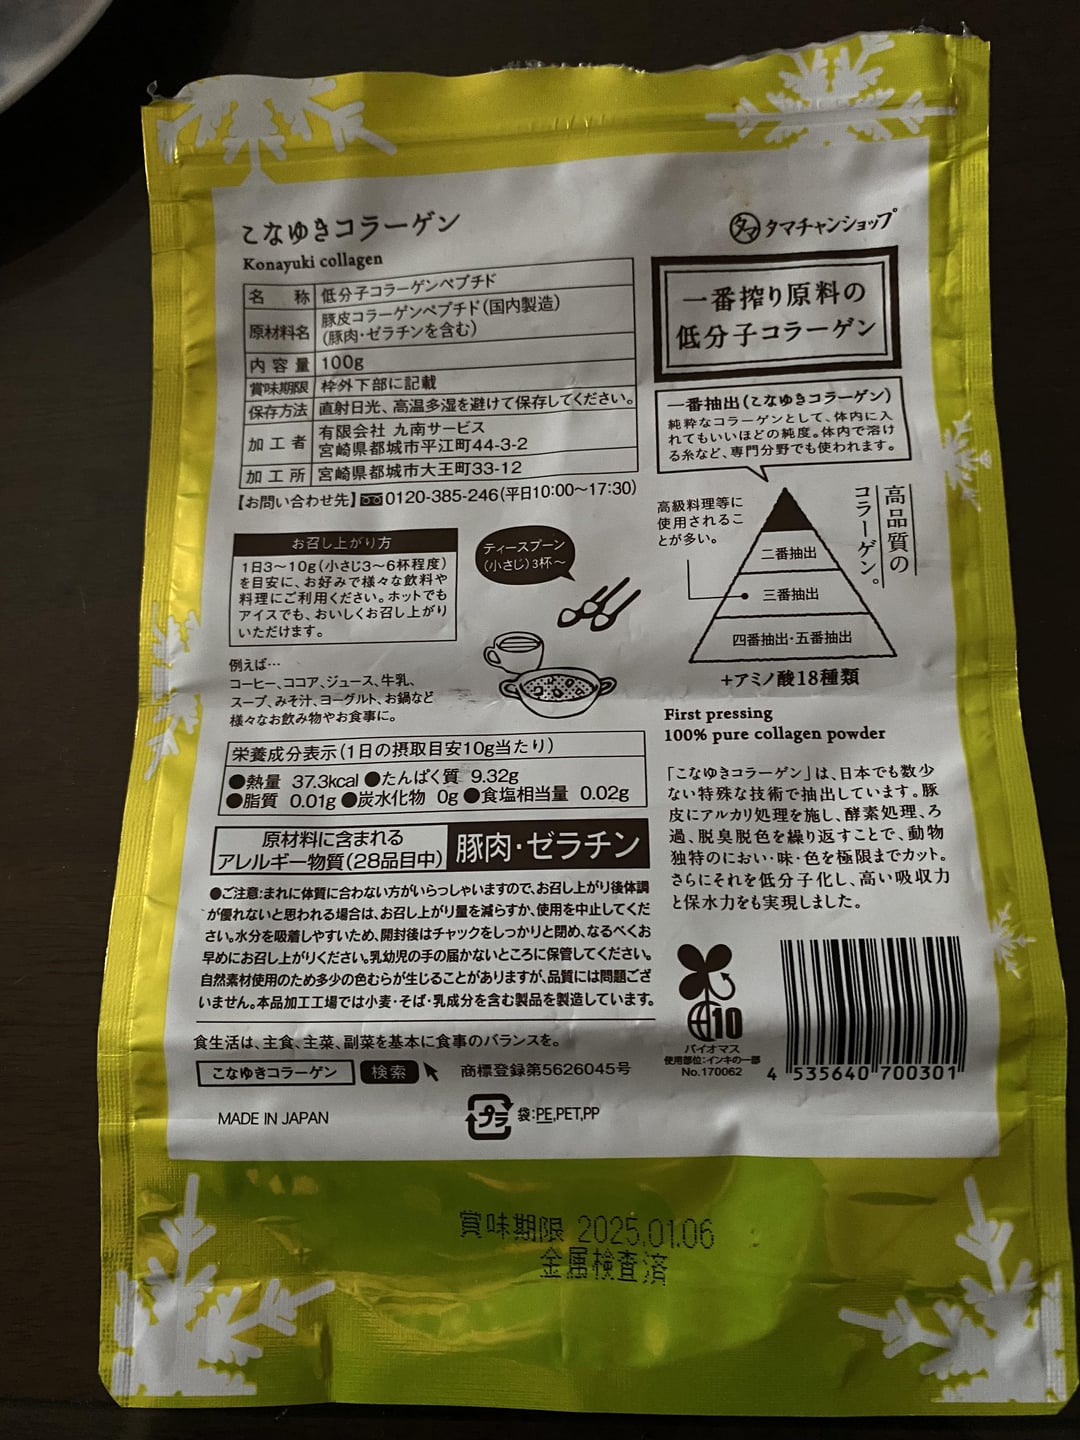 こなゆきコラーゲン
Konayuki collagen
名 称 低分子コラーゲンペプチド
原材料名 豚皮コラーゲンペプチド(国内製造)
(豚肉・ゼラチンを含む)
内容量 100g
賞味期限 枠外下部に記載
保存方法 直射日光、高温多湿を避けて保存してください。
加工者 有限会社 九南サービス
宮崎県都城市平江町44-3-2
加工所 宮崎県都城市大王町33-12
【お問い合わせ先】0120-385-246(平日10:00〜17:30)
お召し上がり方
1日3〜10g(小さじ3〜6杯程度)
を目安に、お好みで様々な飲料や
料理にご利用ください。ホットでも
アイスでも、おいしくお召し上がり
いただけます。
ティースプーン
(小さじ)3杯〜
例えば…
コーヒー、ココア、ジュース、牛乳、
スープ、みそ汁、ヨーグルト、お鍋など
様々なお飲み物やお食事に。
栄養成分表示(1日の摂取目安10g当たり)
●熱量 37.3kcal ●たんぱく質 9.32g
●脂質 0.01g ●炭水化物 0g ●食塩相当量 0.02g
原材料に含まれる
アレルギー物質(28品目中)
豚肉・ゼラチン
●ご注意:まれに体質に合わない方がいらっしゃいますので、お召し上がり後体調
が優れないと思われる場合は、お召し上がり量を減らすか、使用を中止してくだ
さい。水分を吸着しやすいため、開封後はチャックをしっかりと閉め、なるべくお
早めにお召し上がりください。乳幼児の手の届かないところに保管してください。
自然素材使用のため多少の色むらが生じることがありますが、品質には問題ござ
いません。本品加工工場では小麦・そば・乳成分を含む製品を製造しています。
食生活は、主食、主菜、副菜を基本に食事のバランスを。
こなゆきコラーゲン 検索 商標登録第5626045号
MADE IN JAPAN
プラ 袋:PE,PET,PP
タマ タマチャンショップ
一番搾り原料の
低分子コラーゲン
一番抽出(こなゆきコラーゲン)
純粋なコラーゲンとして、体内に入
れてもいいほどの純度。体内で溶け
る糸など、専門分野でも使われます。
高級料理等に
使用されるこ
とが多い。
高品質の
コラーゲン。
二番抽出
三番抽出
四番抽出・五番抽出
+アミノ酸18種類
First pressing
100% pure collagen powder
「こなゆきコラーゲン」は、日本でも数少
ない特殊な技術で抽出しています。豚
皮にアルカリ処理を施し、酵素処理、ろ
過、脱臭脱色を繰り返すことで、動物
独特のにおい・味・色を極限までカット。
さらにそれを低分子化し、高い吸収力
と保水力をも実現しました。
10
バイオマス
使用部位:インキの一部
No.170062
4 535640 700301
賞味期限 2025.01.06
金属検査済